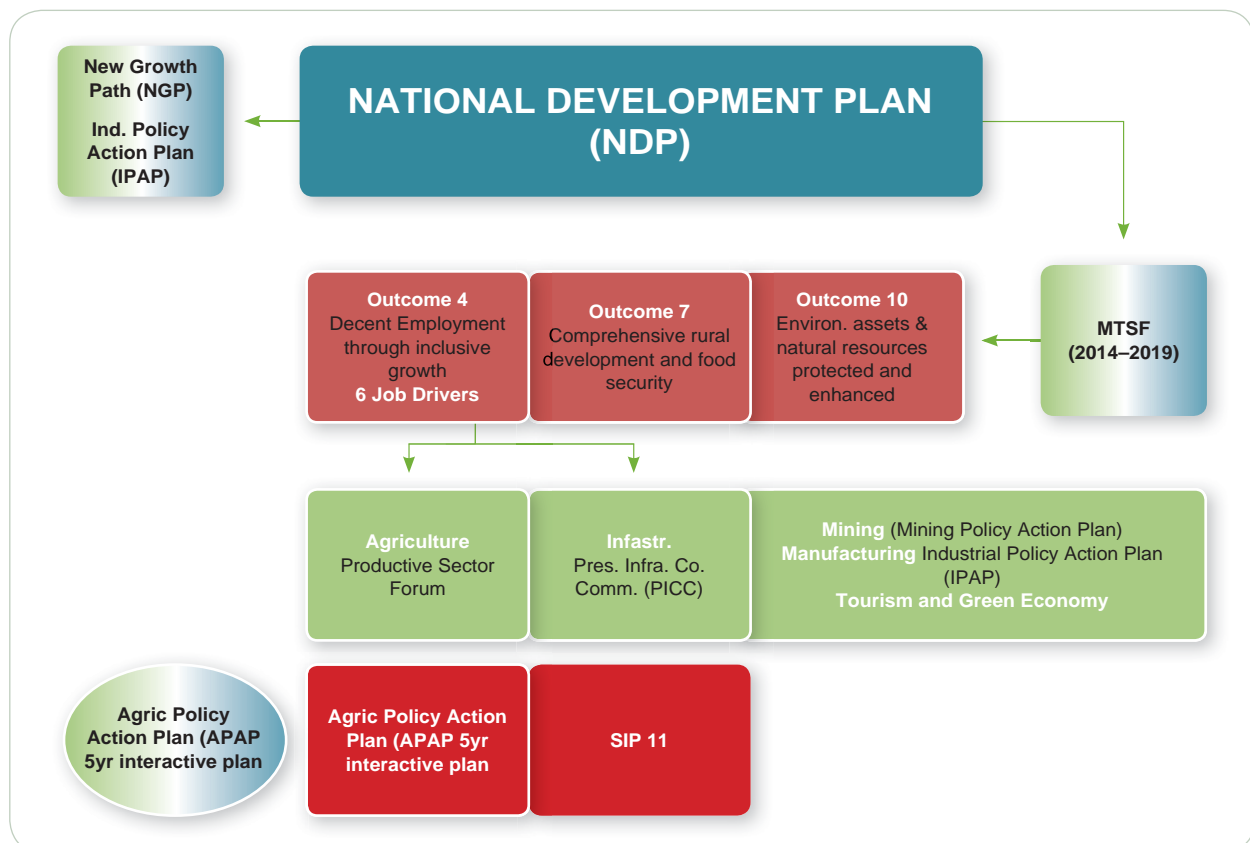 New Growth
Path (NGP)
Ind. Policy
Action Plan
(IPAP)
NATIONAL DEVELOPMENT PLAN
(NDP)
Outcome 4
Decent Employment
through inclusive
growth
6 Job Drivers
Outcome 7
Comprehensive rural
development and food
security
Outcome 10
Environ. assets &
natural resources
protected and
enhanced
MTSF
(2014–2019)
Agriculture
Productive Sector
Forum
Infastr.
Pres. Infra. Co.
Comm. (PICC)
Mining (Mining Policy Action Plan)
Manufacturing Industrial Policy Action Plan
(IPAP)
Tourism and Green Economy
Agric Policy
Action Plan (APAP
5yr interactive plan
Agric Policy Action
Plan (APAP 5yr
interactive plan
SIP 11